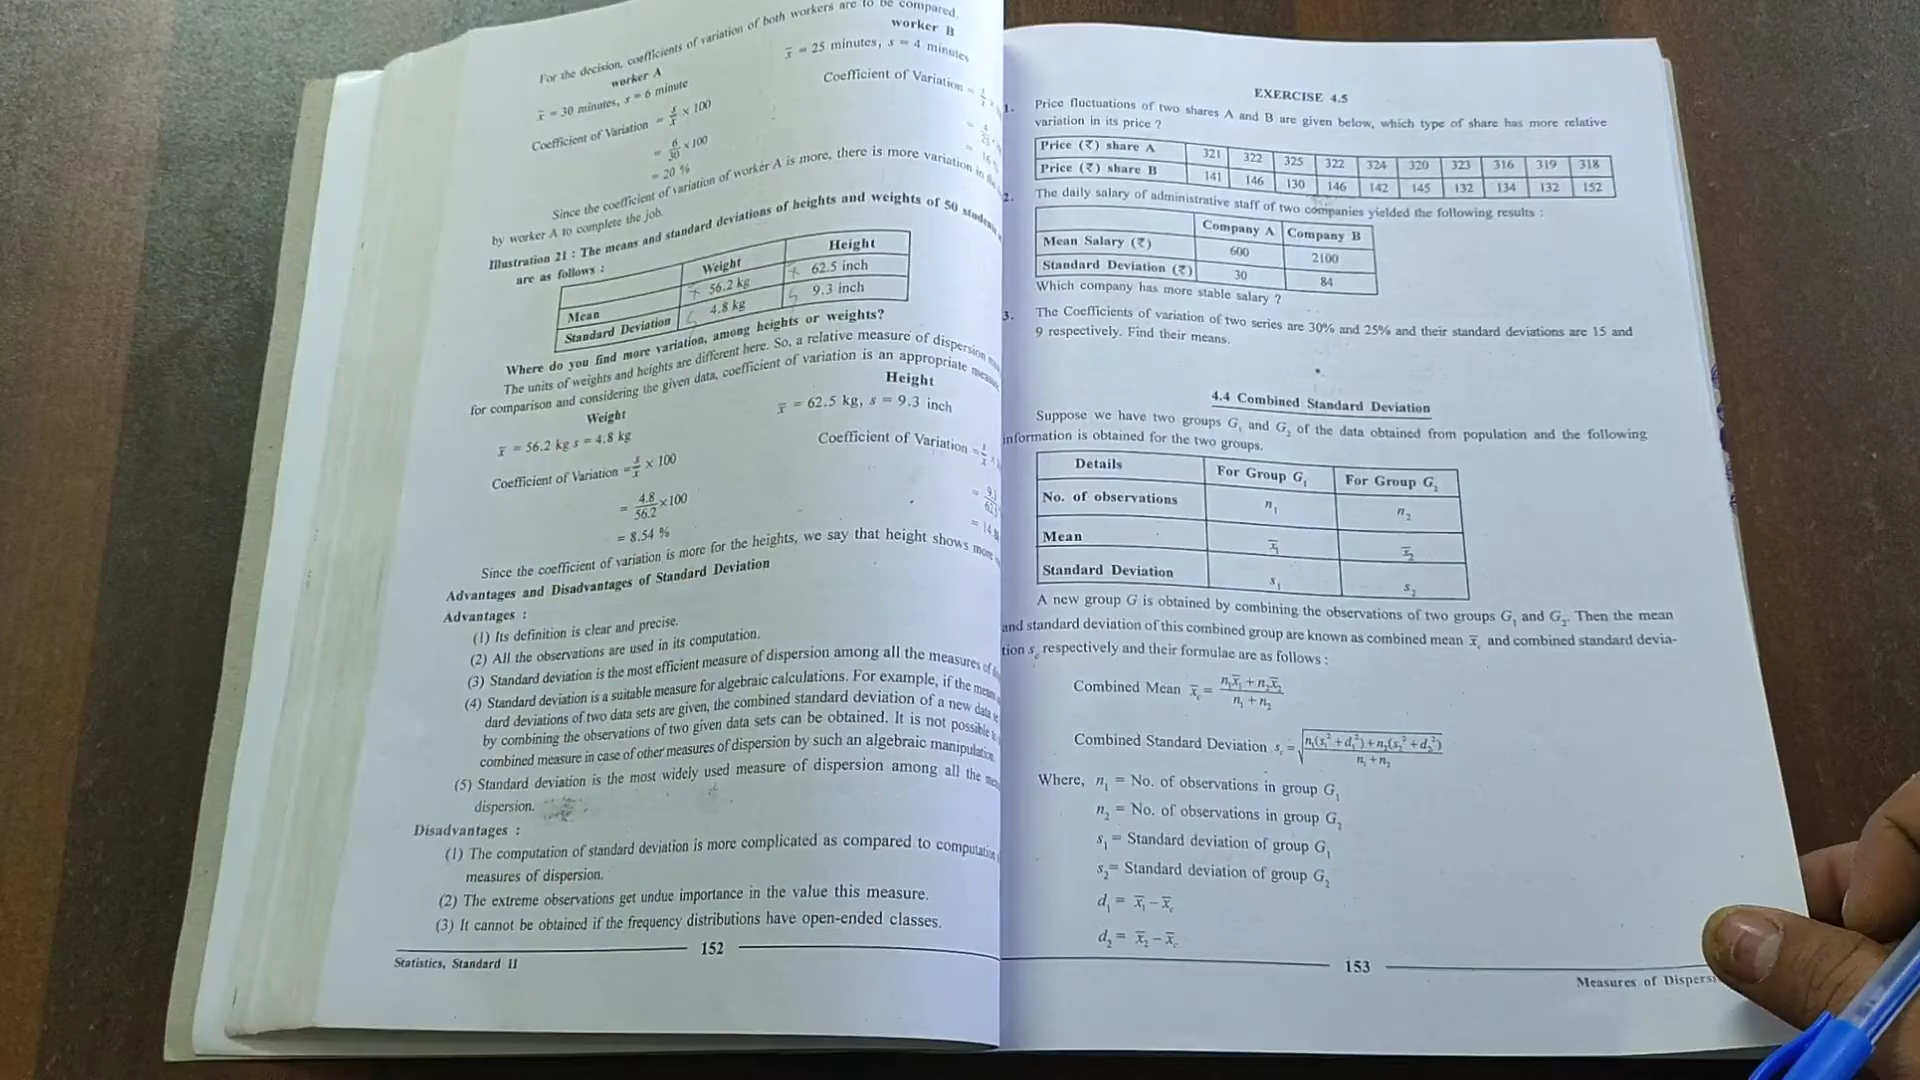 For the decision, coefficients of variation of both workers are to be compared.
worker A
worker B
x̄ = 30 minutes, s = 6 minute
x̄ = 25 minutes, s = 4 minutes
Coefficient of Variation = s/x̄ × 100
Coefficient of Variation =
= 6/30 × 100
= 20 %
Since the coefficient of variation of worker A is more, there is more variation in the
by worker A to complete the job.
Illustration 21 : The means and standard deviations of heights and weights of 50
are as follows :
Weight Height
Mean 56.2 kg 62.5 inch
Standard Deviation 4.8 kg 9.3 inch
Where do you find more variation, among heights or weights?
The units of weights and heights are different here. So, a relative measure of dispersion
for comparison and considering the given data, coefficient of variation is an appropriate
Weight
Height
x̄ = 56.2 kg s = 4.8 kg
x̄ = 62.5 kg, s = 9.3 inch
Coefficient of Variation = s/x̄ × 100
Coefficient of Variation =
= 4.8/56.2 ×100
= 8.54 %
Since the coefficient of variation is more for the heights, we say that height shows more
Advantages and Disadvantages of Standard Deviation
Advantages :
(1) Its definition is clear and precise.
(2) All the observations are used in its computation.
(3) Standard deviation is the most efficient measure of dispersion among all the measures of
(4) Standard deviation is a suitable measure for algebraic calculations. For example, if the
dard deviations of two data sets are given, the combined standard deviation of a new data
by combining the observations of two given data sets can be obtained. It is not possible
combined measure in case of other measures of dispersion by such an algebraic manipulation.
(5) Standard deviation is the most widely used measure of dispersion among all the
dispersion.
Disadvantages :
(1) The computation of standard deviation is more complicated as compared to computation
measures of dispersion.
(2) The extreme observations get undue importance in the value this measure.
(3) It cannot be obtained if the frequency distributions have open-ended classes.
152
Statistics, Standard 11
EXERCISE 4.5
1. Price fluctuations of two shares A and B are given below, which type of share has more relative
variation in its price ?
Price (₹) share A 321 322 325 322 324 320 323 316 319 318
Price (₹) share B 141 146 130 146 142 145 132 134 132 152
2. The daily salary of administrative staff of two companies yielded the following results :
Company A Company B
Mean Salary (₹) 600 2100
Standard Deviation (₹) 30 84
Which company has more stable salary ?
3. The Coefficients of variation of two series are 30% and 25% and their standard deviations are 15 and
9 respectively. Find their means.
4.4 Combined Standard Deviation
Suppose we have two groups G₁ and G₂ of the data obtained from population and the following
information is obtained for the two groups.
Details For Group G₁ For Group G₂
No. of observations n₁ n₂
Mean x̄₁ x̄₂
Standard Deviation s₁ s₂
A new group G is obtained by combining the observations of two groups G₁ and G₂. Then the mean
and standard deviation of this combined group are known as combined mean x̄c and combined standard devia-
tion sc respectively and their formulae are as follows :
Combined Mean x̄c = (n₁x̄₁ + n₂x̄₂)/(n₁ + n₂)
Combined Standard Deviation sc = √((n₁(s₁² + d₁²) + n₂(s₂² + d₂²))/(n₁ + n₂))
Where, n₁ = No. of observations in group G₁
n₂ = No. of observations in group G₂
s₁ = Standard deviation of group G₁
s₂ = Standard deviation of group G₂
d₁ = x̄₁ – x̄c
d₂ = x̄₂ – x̄c
153
Measures of